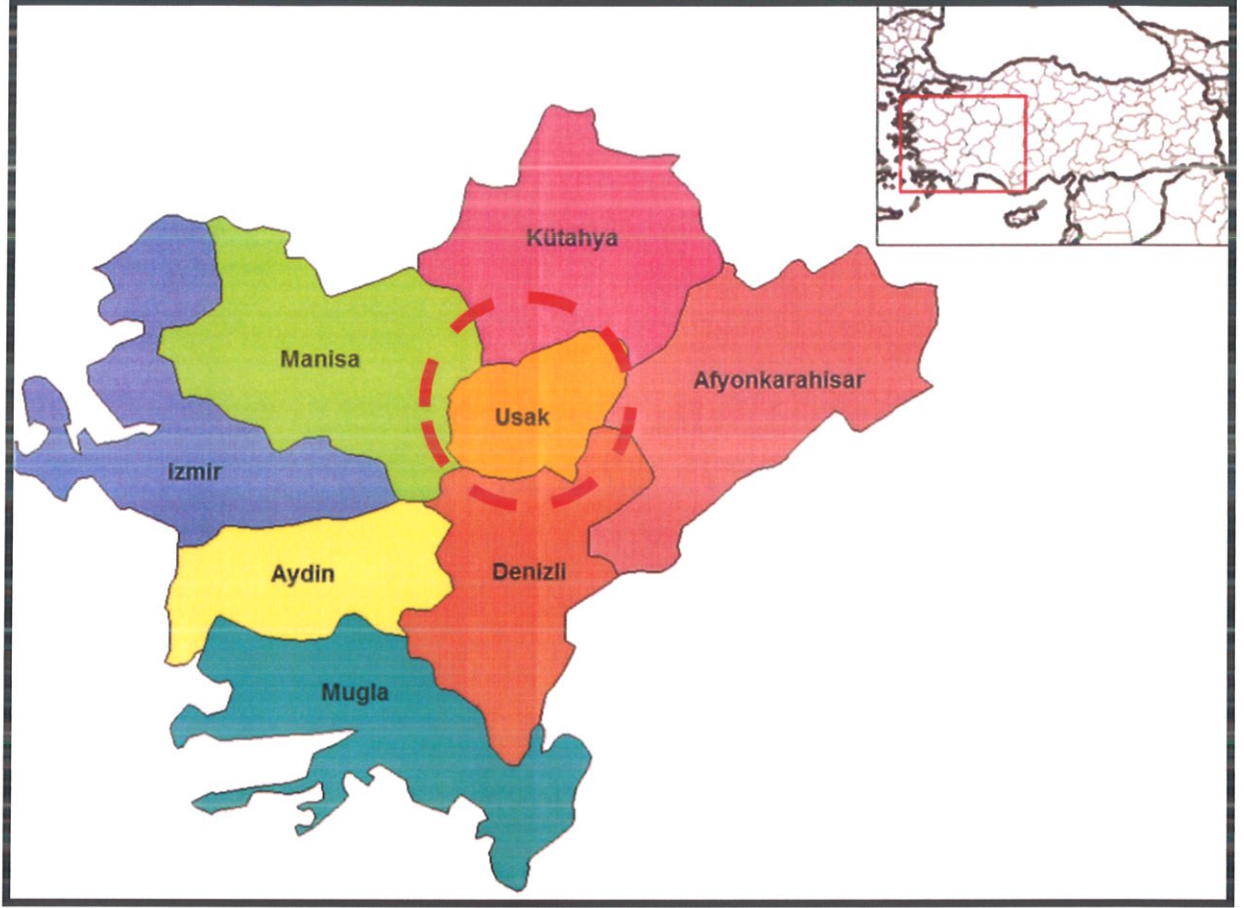 Kütahya
Manisa
Afyonkarahisar
Usak
izmir
Aydin
Denizli
Mugla